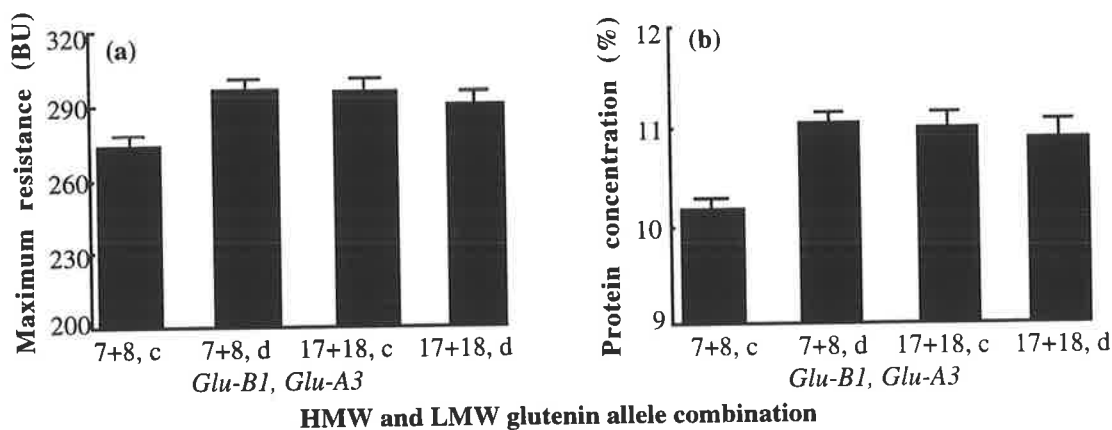 Maximum resistance (BU)
320
290
260
230
200
(a)
7+8, c 7+8, d 17+18, c 17+18, d
Glu-B1, Glu-A3
Protein concentration (%)
12
11
10
9
(b)
7+8, c 7+8, d 17+18, c 17+18, d
Glu-B1, Glu-A3
HMW and LMW glutenin allele combination